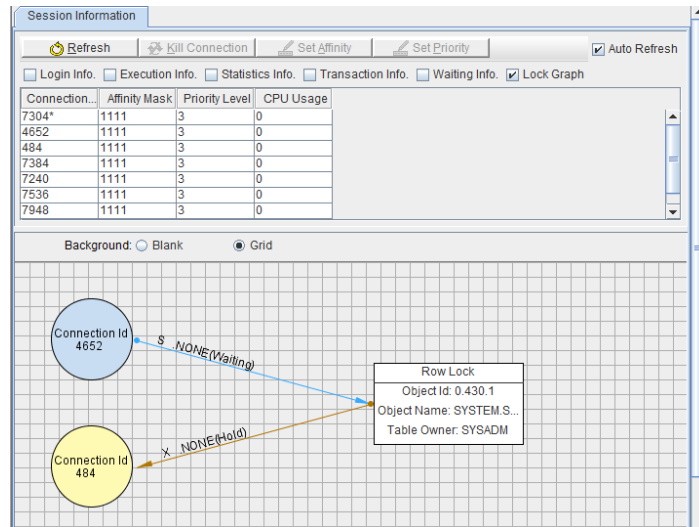 Session Information
Refresh Kill Connection Set Affinity Set Priority Auto Refresh
Login Info. Execution Info. Statistics Info. Transaction Info. Waiting Info. Lock Graph
Connection... Affinity Mask Priority Level CPU Usage
7304* 1111 3 0
4652 1111 3 0
484 1111 3 0
7384 1111 3 0
7240 1111 3 0
7536 1111 3 0
7948 1111 3 0
Background: Blank Grid
Connection Id
4652
S .NONE(Waiting)
Row Lock
Object Id: 0.430.1
Object Name: SYSTEM.S...
Table Owner: SYSADM
X .NONE(Hold)
Connection Id
484